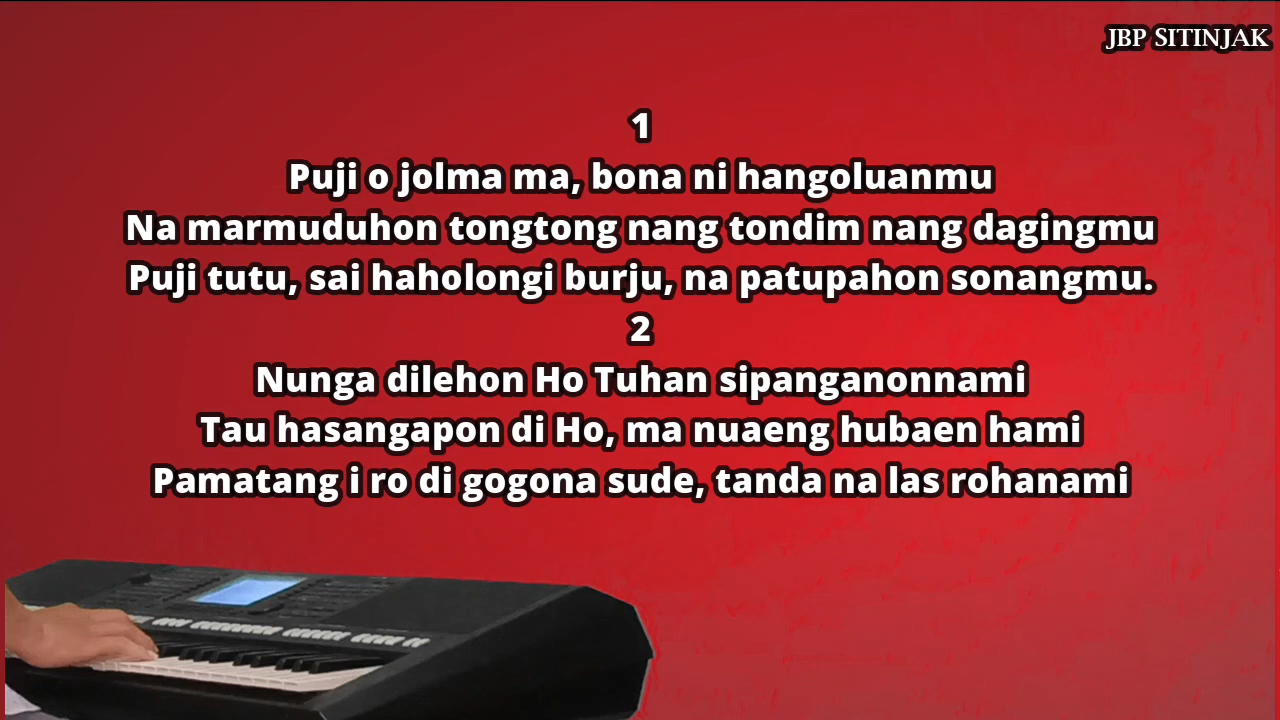 JBP SITINJAK
1
Puji o jolma ma, bona ni hangoluanmu
Na marmuduhon tongtong nang tondim nang dagingmu
Puji tutu, sai haholongi burju, na patupahon sonangmu.
2
Nunga dilehon Ho Tuhan sipanganonnami
Tau hasangapon di Ho, ma nuaeng hubaen hami
Pamatang i ro di gogona sude, tanda na las rohanami